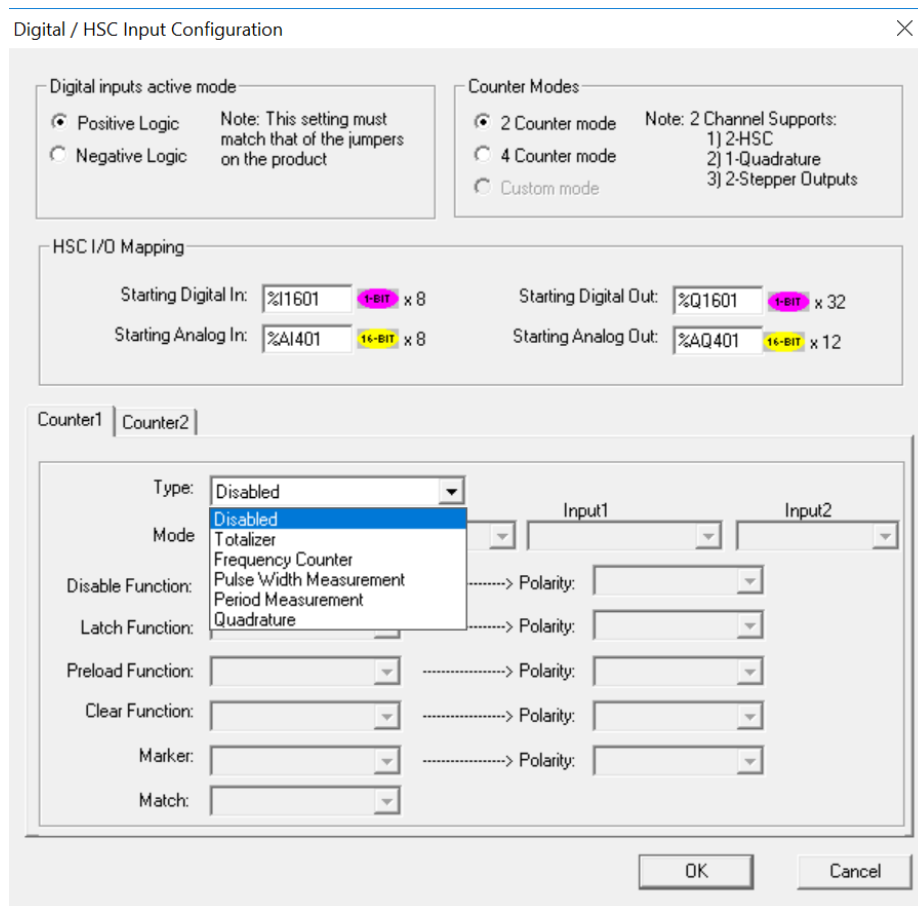 Digital / HSC Input Configuration
Digital inputs active mode
Positive Logic
Negative Logic
Note: This setting must
match that of the jumpers
on the product
Counter Modes
2 Counter mode
4 Counter mode
Custom mode
Note: 2 Channel Supports:
1) 2-HSC
2) 1-Quadrature
3) 2-Stepper Outputs
HSC I/O Mapping
Starting Digital In: %I1601 1-BIT x 8
Starting Digital Out: %Q1601 1-BIT x 32
Starting Analog In: %AI401 16-BIT x 8
Starting Analog Out: %AQ401 16-BIT x 12
Counter1 Counter2
Type: Disabled
Disabled
Totalizer
Frequency Counter
Pulse Width Measurement
Period Measurement
Quadrature
Input1 Input2
Mode
Disable Function: -------> Polarity:
Latch Function: -------> Polarity:
Preload Function: ----------------> Polarity:
Clear Function: ----------------> Polarity:
Marker: ----------------> Polarity:
Match:
OK Cancel